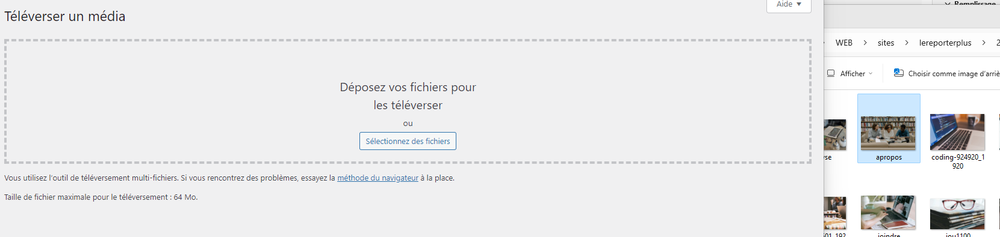 Téléverser un média
Aide ▼
Déposez vos fichiers pour
les téléverser
ou
Sélectionnez des fichiers
Vous utilisez l’outil de téléversement multi-fichiers. Si vous rencontrez des problèmes, essayez la méthode du navigateur à la place.
Taille de fichier maximale pour le téléversement : 64 Mo.
Remplissage
WEB > sites > lereporterplus > 2
Afficher
Choisir comme image d’arriè
yse
apropos
coding-924920_1
920
601_192
joindre
jou1100